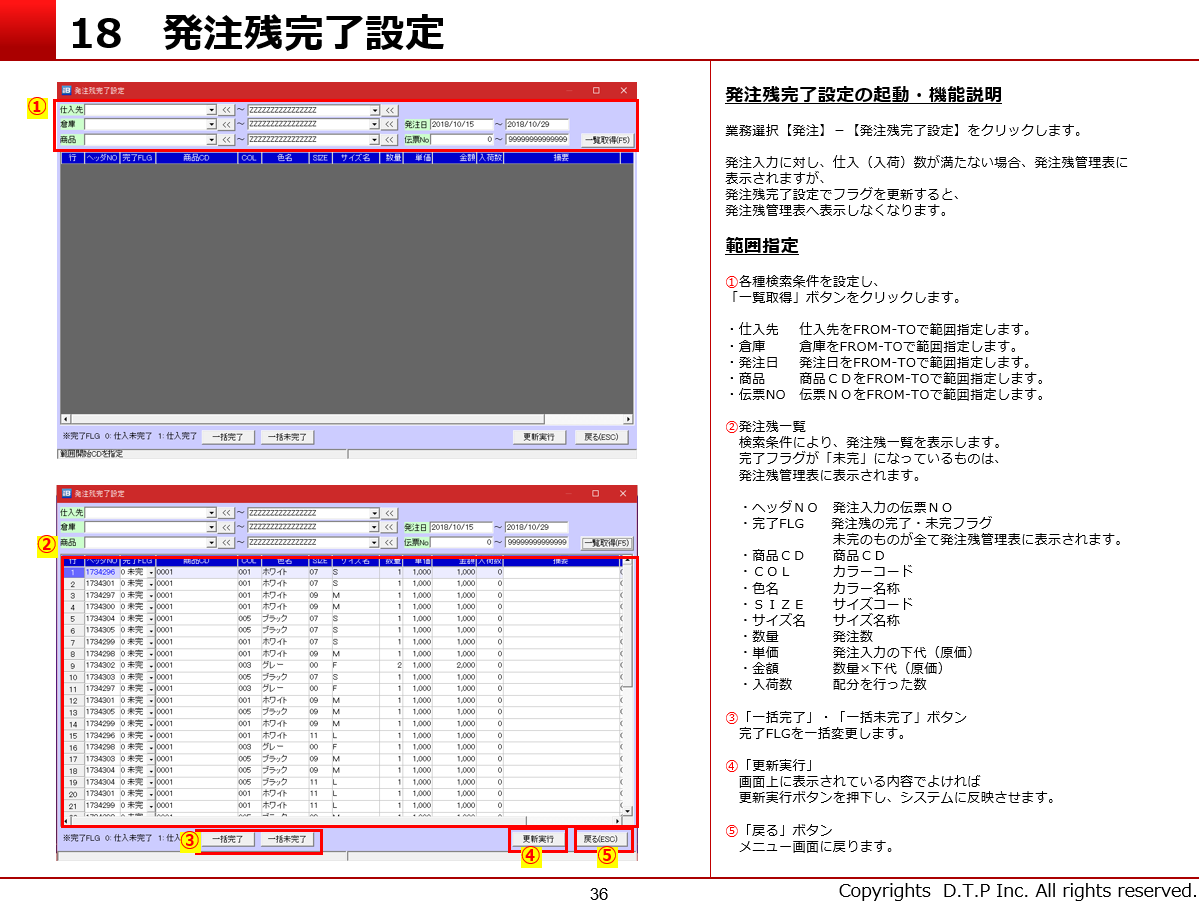 18　発注残完了設定
①
発注残完了設定
仕入先 << ～ ZZZZZZZZZZZZZZZZ <<
倉庫 << ～ ZZZZZZZZZZZZZZZZ << 発注日 2018/10/15 ～ 2018/10/29
商品 << ～ ZZZZZZZZZZZZZZZZ << 伝票No 0 ～ 99999999999999 一覧取得(F5)
行 ヘッダNO 完了FLG 商品CD COL 色名 SIZE サイズ名 数量 単価 金額 入荷数 摘要
※完了FLG 0:仕入未完了 1:仕入完了 一括完了 一括未完了 更新実行 戻る(ESC)
範囲開始CDを指定
発注残完了設定
仕入先 << ～ ZZZZZZZZZZZZZZZZ <<
倉庫 << ～ ZZZZZZZZZZZZZZZZ << 発注日 2018/10/15 ～ 2018/10/29
② 商品 << ～ ZZZZZZZZZZZZZZZZ << 伝票No 0 ～ 99999999999999 一覧取得(F5)
行 ヘッダNO 完了FLG 商品CD COL 色名 SIZE サイズ名 数量 単価 金額 入荷数 摘要
1 1734296 0 未完 0001 001 ホワイト 07 S 1 1,000 1,000 0
2 1734301 0 未完 0001 001 ホワイト 07 S 1 1,000 1,000 0
3 1734297 0 未完 0001 001 ホワイト 09 M 1 1,000 1,000 0
4 1734300 0 未完 0001 001 ホワイト 09 M 1 1,000 1,000 0
5 1734304 0 未完 0001 005 ブラック 07 S 1 1,000 1,000 0
6 1734305 0 未完 0001 005 ブラック 07 S 1 1,000 1,000 0
7 1734299 0 未完 0001 001 ホワイト 07 S 1 1,000 1,000 0
8 1734298 0 未完 0001 001 ホワイト 09 M 1 1,000 1,000 0
9 1734302 0 未完 0001 003 グレー 00 F 2 1,000 2,000 0
10 1734303 0 未完 0001 005 ブラック 07 S 1 1,000 1,000 0
11 1734297 0 未完 0001 003 グレー 00 F 1 1,000 1,000 0
12 1734301 0 未完 0001 001 ホワイト 09 M 1 1,000 1,000 0
13 1734305 0 未完 0001 005 ブラック 09 M 1 1,000 1,000 0
14 1734299 0 未完 0001 001 ホワイト 09 M 1 1,000 1,000 0
15 1734296 0 未完 0001 001 ホワイト 11 L 1 1,000 1,000 0
16 1734298 0 未完 0001 003 グレー 00 F 1 1,000 1,000 0
17 1734303 0 未完 0001 005 ブラック 09 M 1 1,000 1,000 0
18 1734304 0 未完 0001 005 ブラック 09 M 1 1,000 1,000 0
19 1734304 0 未完 0001 005 ブラック 11 L 1 1,000 1,000 0
20 1734301 0 未完 0001 001 ホワイト 11 L 1 1,000 1,000 0
21 1734299 0 未完 0001 001 ホワイト 11 L 1 1,000 1,000 0
※完了FLG 0:仕入未完了 1:仕入 ③ 一括完了 一括未完了 更新実行 戻る(ESC)
④ ⑤
発注残完了設定の起動・機能説明
業務選択【発注】－【発注残完了設定】をクリックします。
発注入力に対し、仕入（入荷）数が満たない場合、発注残管理表に
表示されますが、
発注残完了設定でフラグを更新すると、
発注残管理表へ表示しなくなります。
範囲指定
①各種検索条件を設定し、
「一覧取得」ボタンをクリックします。
・仕入先　仕入先をFROM-TOで範囲指定します。
・倉庫　　倉庫をFROM-TOで範囲指定します。
・発注日　発注日をFROM-TOで範囲指定します。
・商品　　商品ＣＤをFROM-TOで範囲指定します。
・伝票NO　伝票ＮＯをFROM-TOで範囲指定します。
②発注残一覧
検索条件により、発注残一覧を表示します。
完了フラグが「未完」になっているものは、
発注残管理表に表示されます。
・ヘッダＮＯ　発注入力の伝票ＮＯ
・完了FLG　　発注残の完了・未完フラグ
未完のものが全て発注残管理表に表示されます。
・商品ＣＤ　　商品ＣＤ
・ＣＯＬ　　　カラーコード
・色名　　　　カラー名称
・ＳＩＺＥ　　サイズコード
・サイズ名　　サイズ名称
・数量　　　　発注数
・単価　　　　発注入力の下代（原価）
・金額　　　　数量×下代（原価）
・入荷数　　　配分を行った数
③「一括完了」・「一括未完了」ボタン
完了FLGを一括変更します。
④「更新実行」
画面上に表示されている内容でよければ
更新実行ボタンを押下し、システムに反映させます。
⑤「戻る」ボタン
メニュー画面に戻ります。
36
Copyrights D.T.P Inc. All rights reserved.